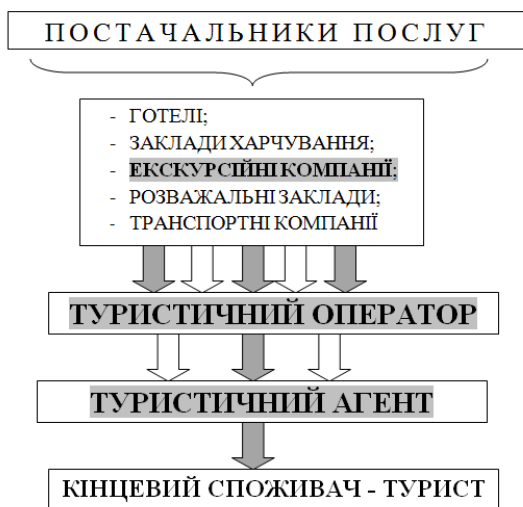 ПОСТАЧАЛЬНИКИ ПОСЛУГ
- ГОТЕЛІ;
- ЗАКЛАДИ ХАРЧУВАННЯ;
- ЕКСКУРСІЙНІ КОМПАНІЇ;
- РОЗВАЖАЛЬНІ ЗАКЛАДИ;
- ТРАНСПОРТНІ КОМПАНІЇ
ТУРИСТИЧНИЙ ОПЕРАТОР
ТУРИСТИЧНИЙ АГЕНТ
КІНЦЕВИЙ СПОЖИВАЧ - ТУРИСТ